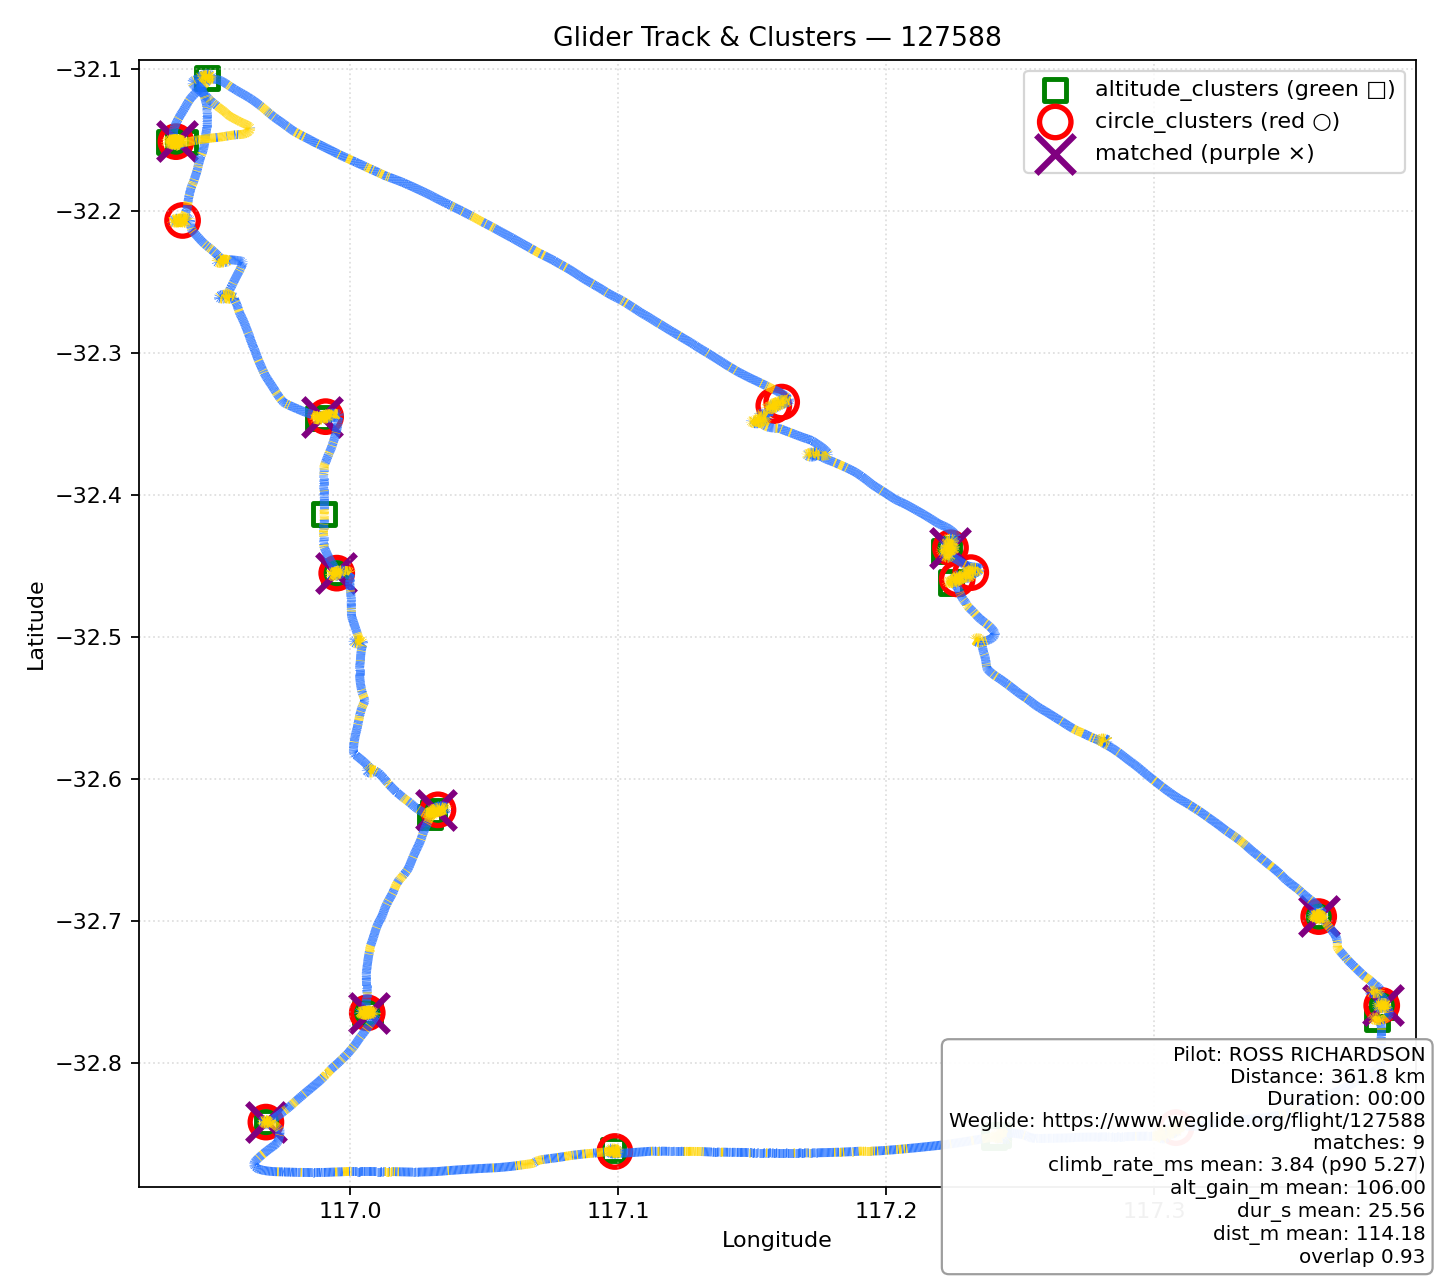 Glider Track & Clusters — 127588
altitude_clusters (green □)
circle_clusters (red ○)
matched (purple ×)
Latitude
−32.1
−32.2
−32.3
−32.4
−32.5
−32.6
−32.7
−32.8
117.0
117.1
117.2
117.3
Longitude
Pilot: ROSS RICHARDSON
Distance: 361.8 km
Duration: 00:00
Weglide: https://www.weglide.org/flight/127588
matches: 9
climb_rate_ms mean: 3.84 (p90 5.27)
alt_gain_m mean: 106.00
dur_s mean: 25.56
dist_m mean: 114.18
overlap 0.93